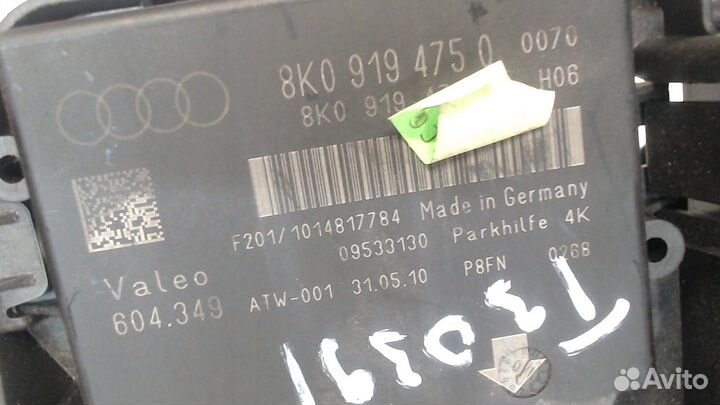 8K0 919 475 Q 0070
8K0 919 H06
F201/1014817784 Made in Germany
09533130 Parkhilfe 4K
Valeo
604.349 ATW-001 31.05.10 P8FN 0268
T30391
Avito